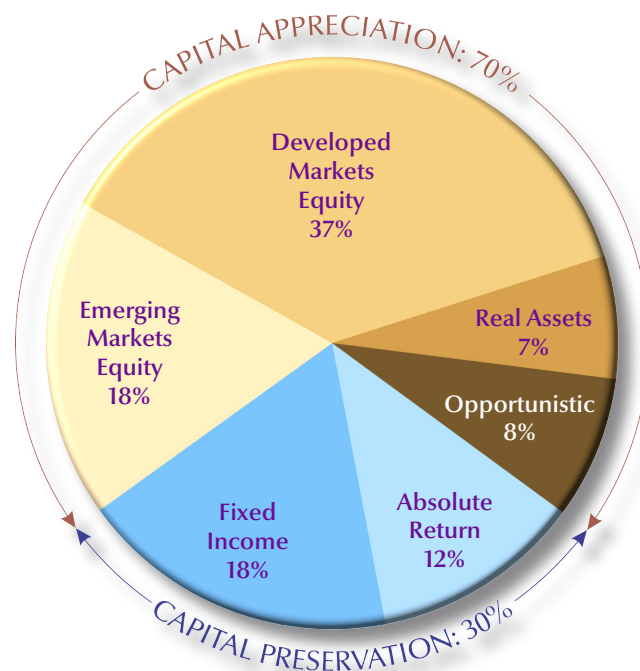 CAPITAL APPRECIATION: 70%
Developed
Markets
Equity
37%
Real Assets
7%
Emerging
Markets
Equity
18%
Opportunistic
8%
Fixed
Income
18%
Absolute
Return
12%
CAPITAL PRESERVATION: 30%